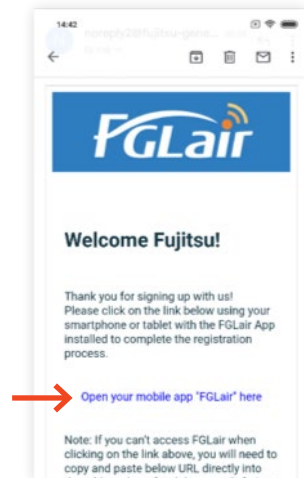 14:42
FGLair
Welcome Fujitsu!
Thank you for signing up with us!
Please click on the link below using your
smartphone or tablet with the FGLair App
installed to complete the registration
process.
Open your mobile app "FGLair" here
Note: If you can't access FGLair when
clicking on the link above, you will need to
copy and paste below URL directly into